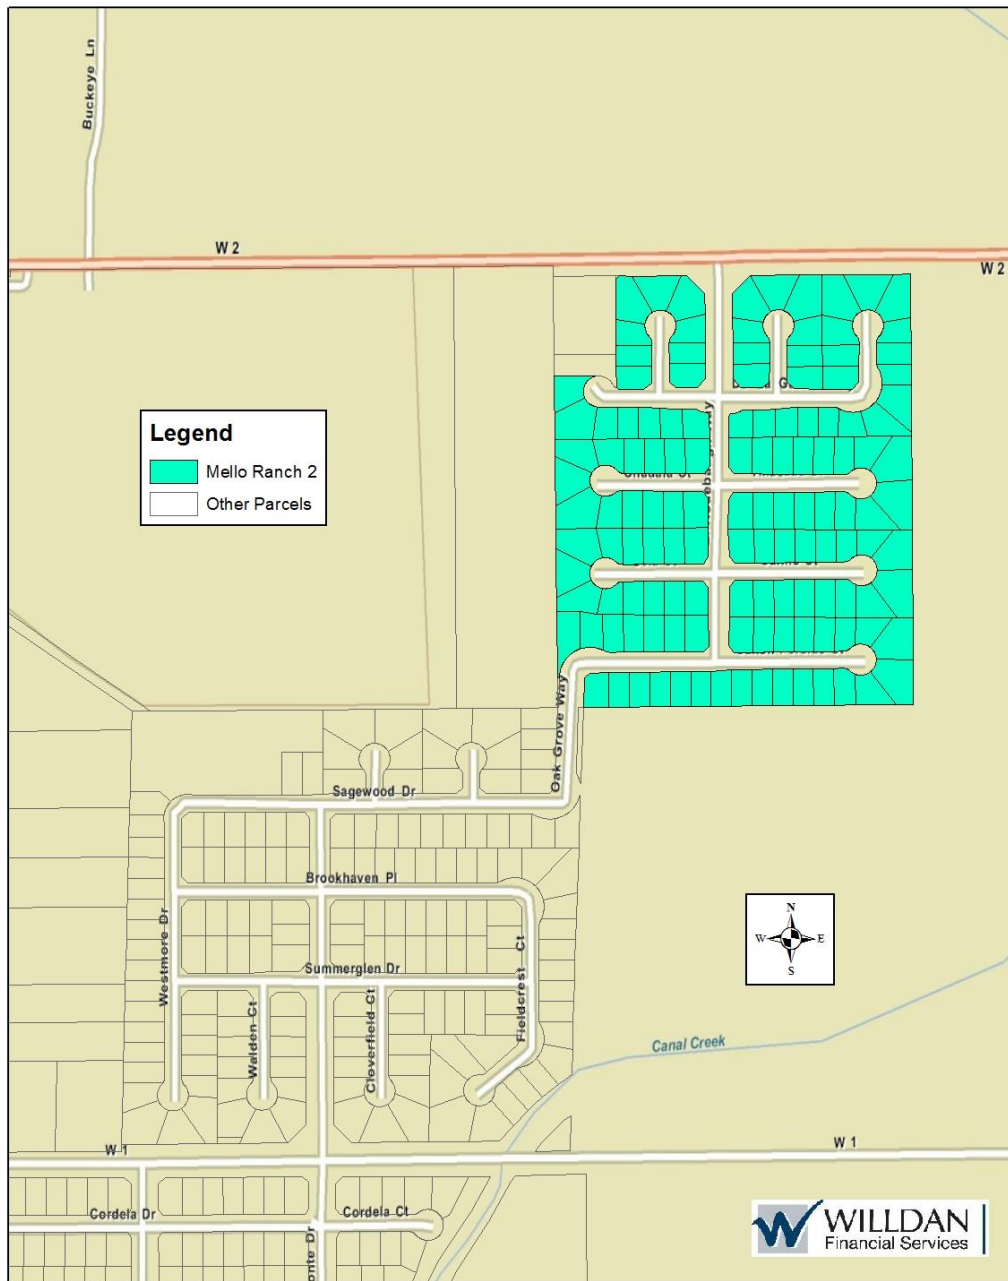 Buckeye Ln
W 2
W 2
Legend
Mello Ranch 2
Other Parcels
Oak Grove Way
Sagewood Dr
Brookhaven Pl
Westmore Dr
Summerglen Dr
Fieldcrest Ct
Walden Ct
Cloverfield Ct
N
W
E
S
Canal Creek
W 1
W 1
Cordela Dr
Cordela Ct
WILLDAN
Financial Services